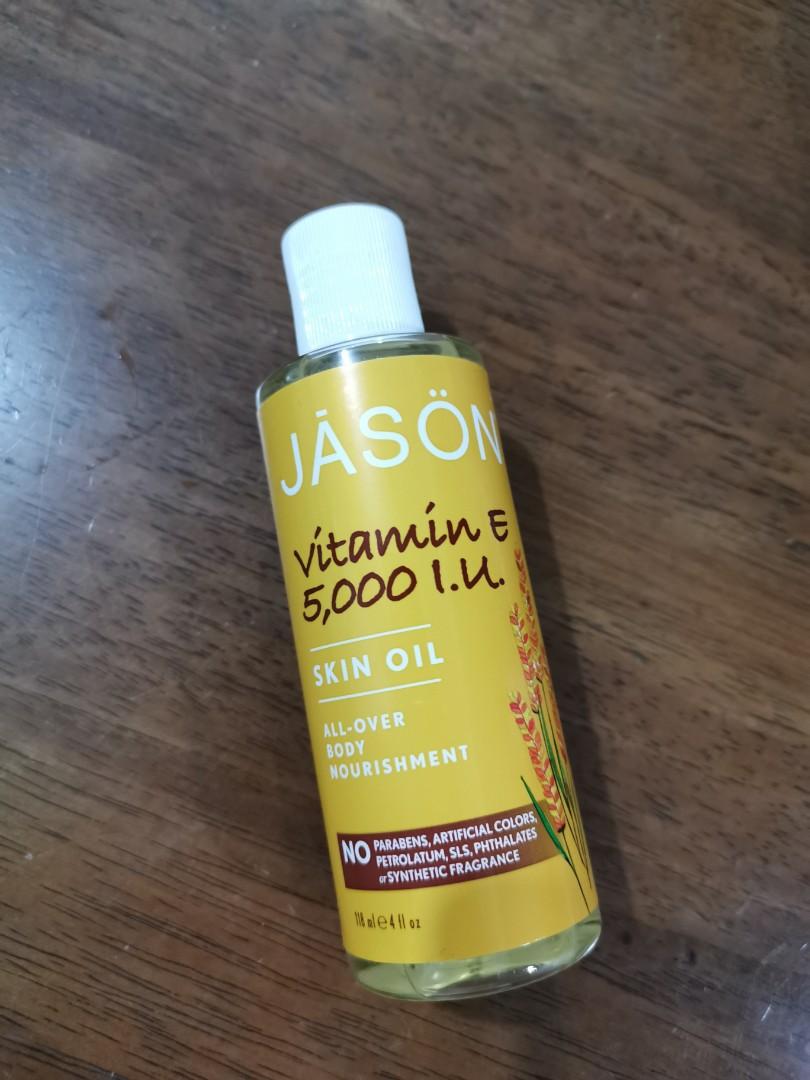 JĀSÖN
Vitamin E
5,000 I.U.
SKIN OIL
ALL-OVER
BODY
NOURISHMENT
NO PARABENS, ARTIFICIAL COLORS,
PETROLATUM, SLS, PHTHALATES
or SYNTHETIC FRAGRANCE
118 ml ℮ 4 fl oz